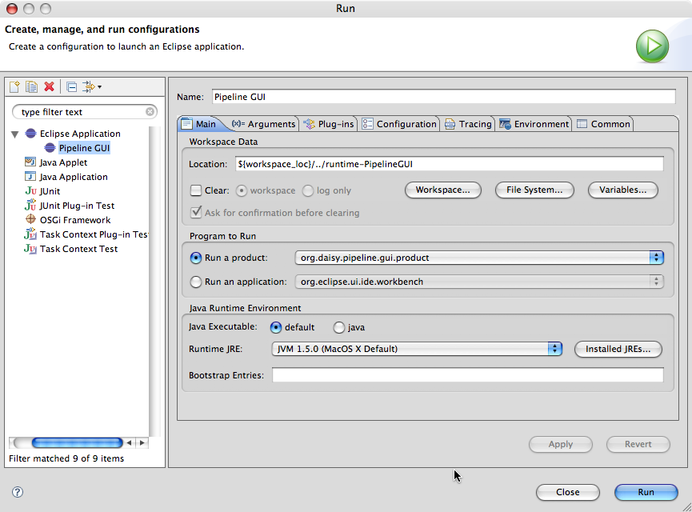 Run
Create, manage, and run configurations
Create a configuration to launch an Eclipse application.
type filter text
Eclipse Application
Pipeline GUI
Java Applet
Java Application
JUnit
JUnit Plug-in Test
OSGi Framework
Task Context Plug-in Tes
Task Context Test
Filter matched 9 of 9 items
Name: Pipeline GUI
Main (x)= Arguments Plug-ins Configuration Tracing Environment Common
Workspace Data
Location: ${workspace_loc}/../runtime-PipelineGUI
Clear: workspace log only Workspace... File System... Variables...
Ask for confirmation before clearing
Program to Run
Run a product: org.daisy.pipeline.gui.product
Run an application: org.eclipse.ui.ide.workbench
Java Runtime Environment
Java Executable: default java
Runtime JRE: JVM 1.5.0 (MacOS X Default) Installed JREs...
Bootstrap Entries:
Apply Revert
? Close Run